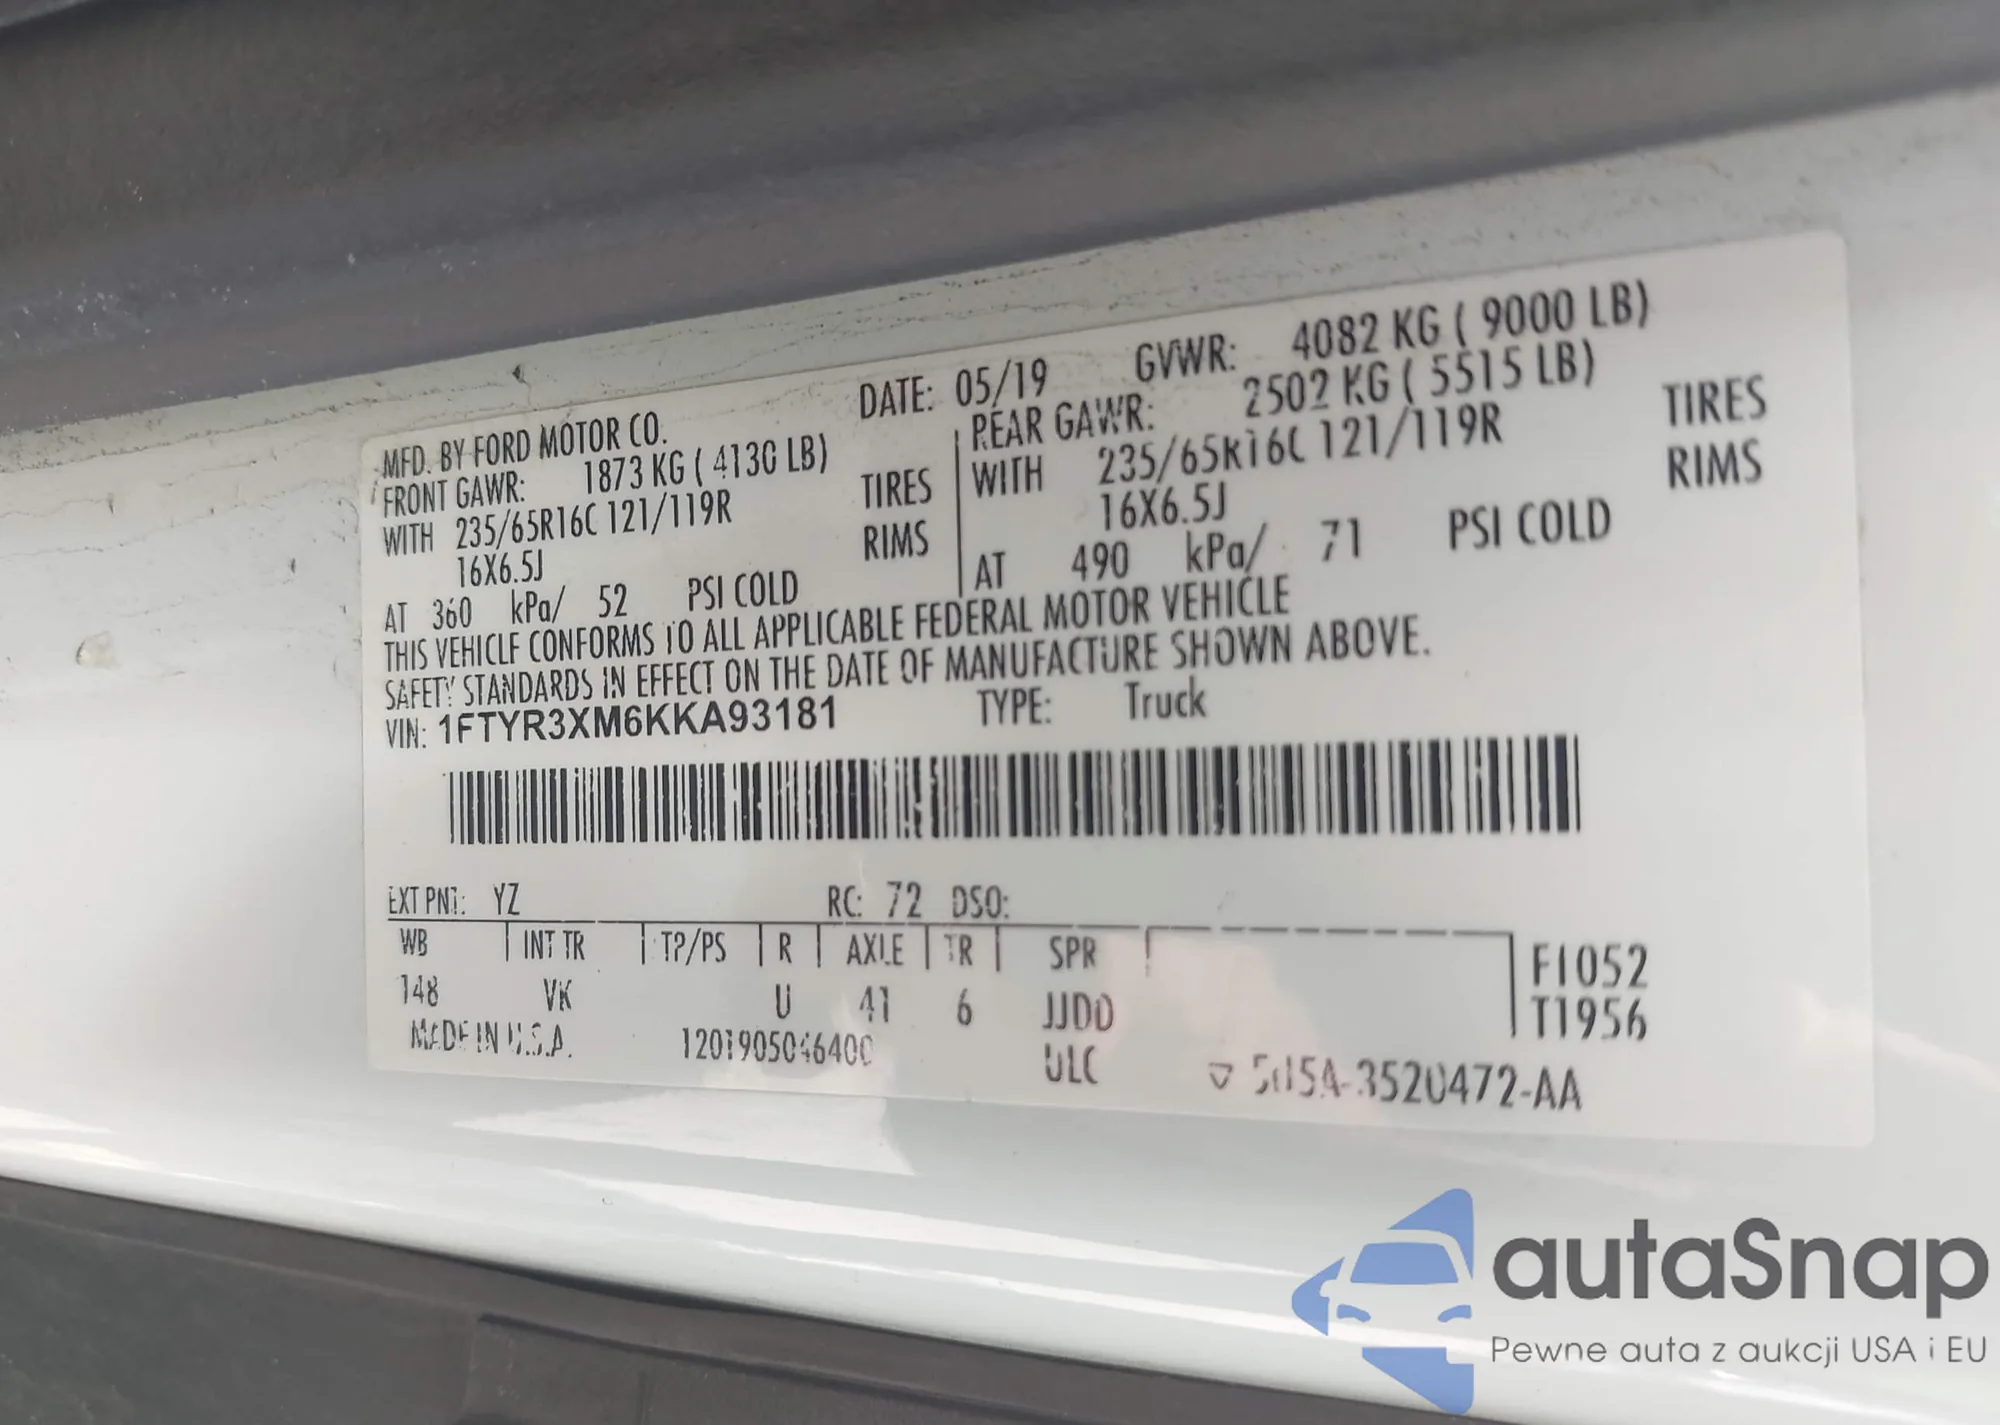 MFD. BY FORD MOTOR CO. DATE: 05/19 GVWR: 4082 KG ( 9000 LB)
FRONT GAWR: 1873 KG ( 4130 LB) REAR GAWR: 2502 KG ( 5515 LB)
WITH 235/65R16C 121/119R TIRES WITH 235/65R16C 121/119R TIRES
16X6.5J RIMS 16X6.5J RIMS
AT 360 kPa/ 52 PSI COLD AT 490 kPa/ 71 PSI COLD
THIS VEHICLE CONFORMS TO ALL APPLICABLE FEDERAL MOTOR VEHICLE
SAFETY STANDARDS IN EFFECT ON THE DATE OF MANUFACTURE SHOWN ABOVE.
VIN: 1FTYR3XM6KKA93181 TYPE: Truck
EXT PNT: YZ RC: 72 DSO:
WB INT TR TP/PS R AXLE TR SPR F1052
148 VK U 41 6 JJDD T1956
MADE IN U.S.A. ULC
autaSnap
Pewne auta z aukcji USA i EU